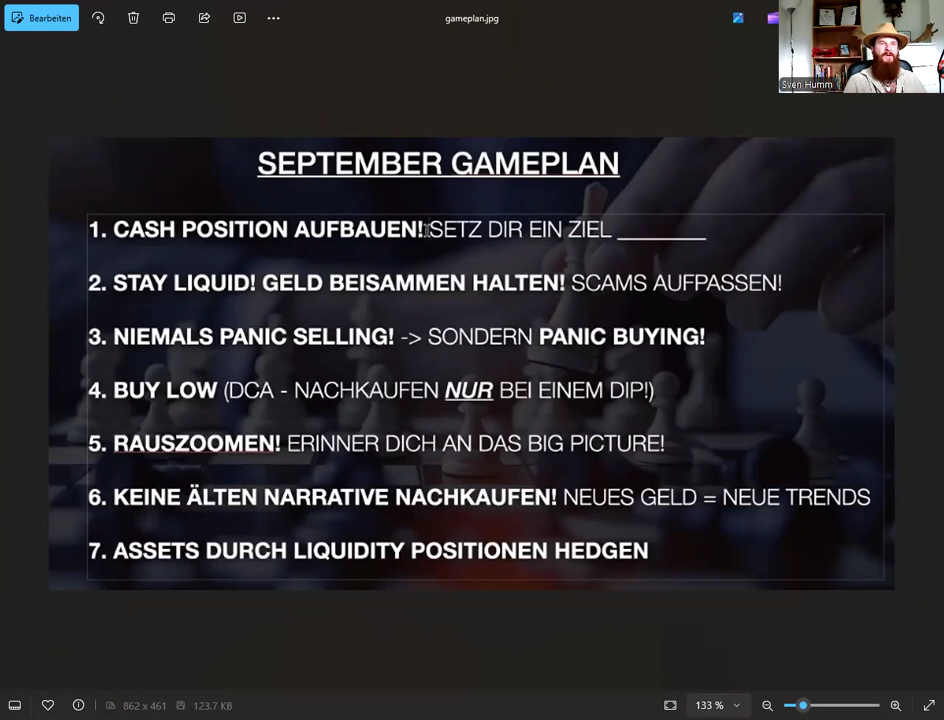 Bearbeiten
gameplan.jpg
Sven Humm
SEPTEMBER GAMEPLAN
1. CASH POSITION AUFBAUEN! SETZ DIR EIN ZIEL ________
2. STAY LIQUID! GELD BEISAMMEN HALTEN! SCAMS AUFPASSEN!
3. NIEMALS PANIC SELLING! -> SONDERN PANIC BUYING!
4. BUY LOW (DCA - NACHKAUFEN NUR BEI EINEM DIP!)
5. RAUSZOOMEN! ERINNER DICH AN DAS BIG PICTURE!
6. KEINE ÄLTEN NARRATIVE NACHKAUFEN! NEUES GELD = NEUE TRENDS
7. ASSETS DURCH LIQUIDITY POSITIONEN HEDGEN
862 x 461 123.7 KB 133 %